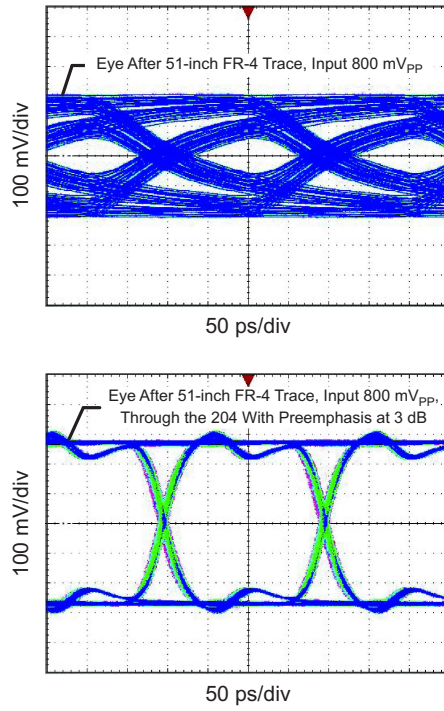 Eye After 51-inch FR-4 Trace, Input 800 mVPP
100 mV/div
50 ps/div
Eye After 51-inch FR-4 Trace, Input 800 mVPP,
Through the 204 With Preemphasis at 3 dB
100 mV/div
50 ps/div